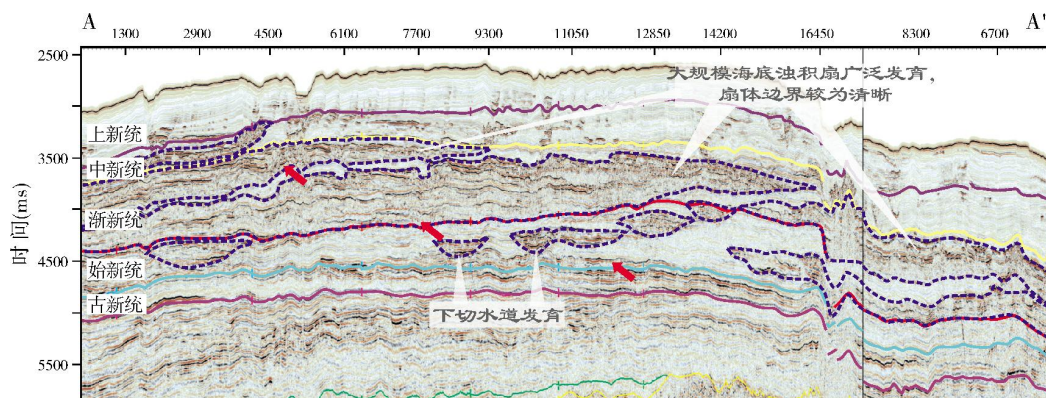 A
A'
1300 2900 4500 6100 7700 9300 11050 12850 14200 16450 8300 6700
2500
大规模海底浊积扇广泛发育，
扇体边界较为清晰
上新统
3500
中新统
渐新统
时间(ms)
4500
始新统
古新统
下切水道发育
5500